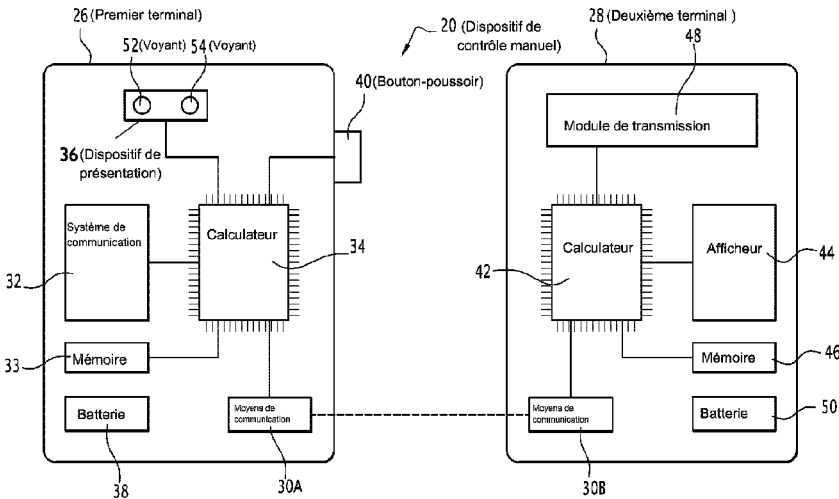 26 (Premier terminal)
52 (Voyant)
54 (Voyant)
20 (Dispositif de
contrôle manuel)
40 (Bouton-poussoir)
28 (Deuxième terminal )
48
Module de transmission
36 (Dispositif de
présentation)
Système de
communication
Calculateur
34
32
33
Mémoire
Batterie
38
Moyens de
communication
30A
Calculateur
42
Afficheur
44
Mémoire
46
Batterie
50
Moyens de
communication
30B